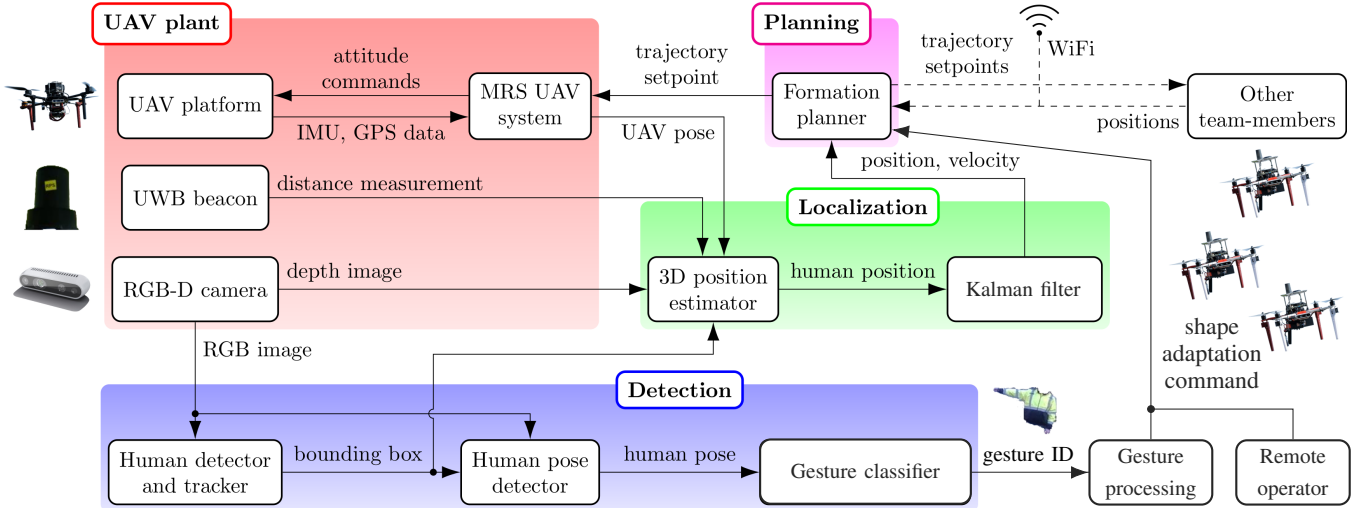 UAV plant
Planning
WiFi
attitude
commands
trajectory
setpoint
trajectory
setpoints
UAV platform
MRS UAV
system
Formation
planner
Other
team-members
IMU, GPS data
UAV pose
positions
position, velocity
UWB beacon
distance measurement
Localization
RGB-D camera
depth image
3D position
estimator
human position
Kalman filter
RGB image
shape
adaptation
command
Detection
Human detector
and tracker
bounding box
Human pose
detector
human pose
Gesture classifier
gesture ID
Gesture
processing
Remote
operator